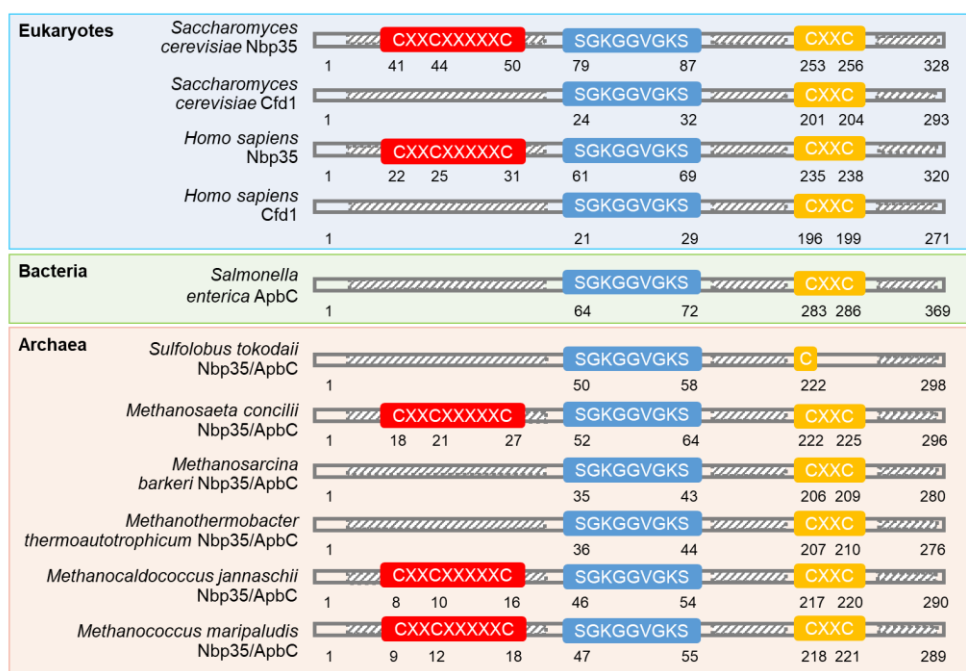 Eukaryotes
Saccharomyces
cerevisiae Nbp35
CXXCXXXXXC SGKGGVGKS CXXC
1 41 44 50 79 87 253 256 328
Saccharomyces
cerevisiae Cfd1
SGKGGVGKS CXXC
1 24 32 201 204 293
Homo sapiens
Nbp35
CXXCXXXXXC SGKGGVGKS CXXC
1 22 25 31 61 69 235 238 320
Homo sapiens
Cfd1
SGKGGVGKS CXXC
1 21 29 196 199 271
Bacteria
Salmonella
enterica ApbC
SGKGGVGKS CXXC
1 64 72 283 286 369
Archaea
Sulfolobus tokodaii
Nbp35/ApbC
SGKGGVGKS C
1 50 58 222 298
Methanosaeta concilii
Nbp35/ApbC
CXXCXXXXXC SGKGGVGKS CXXC
1 18 21 27 52 64 222 225 296
Methanosarcina
barkeri Nbp35/ApbC
SGKGGVGKS CXXC
1 35 43 206 209 280
Methanothermobacter
thermoautotrophicum Nbp35/ApbC
SGKGGVGKS CXXC
1 36 44 207 210 276
Methanocaldococcus jannaschii
Nbp35/ApbC
CXXCXXXXXC SGKGGVGKS CXXC
1 8 10 16 46 54 217 220 290
Methanococcus maripaludis
Nbp35/ApbC
CXXCXXXXXC SGKGGVGKS CXXC
1 9 12 18 47 55 218 221 289